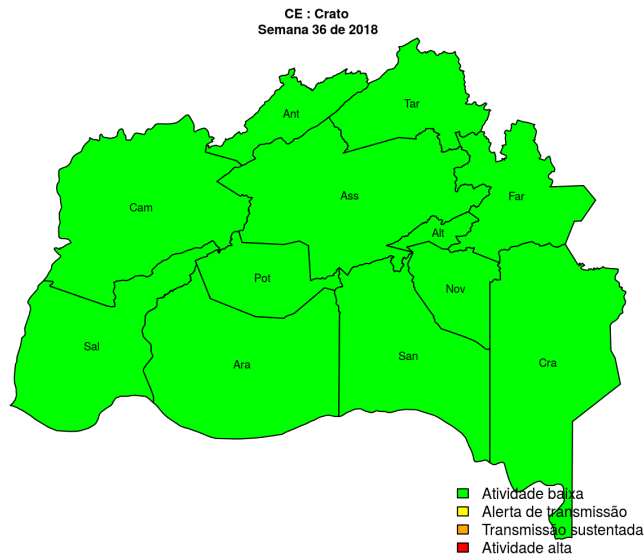 CE : Crato
Semana 36 de 2018
Tar
Ant
Ass
Far
Cam
Alt
Pot
Nov
Sal
San
Ara
Cra
Atividade baixa
Alerta de transmissão
Transmissão sustentada
Atividade alta